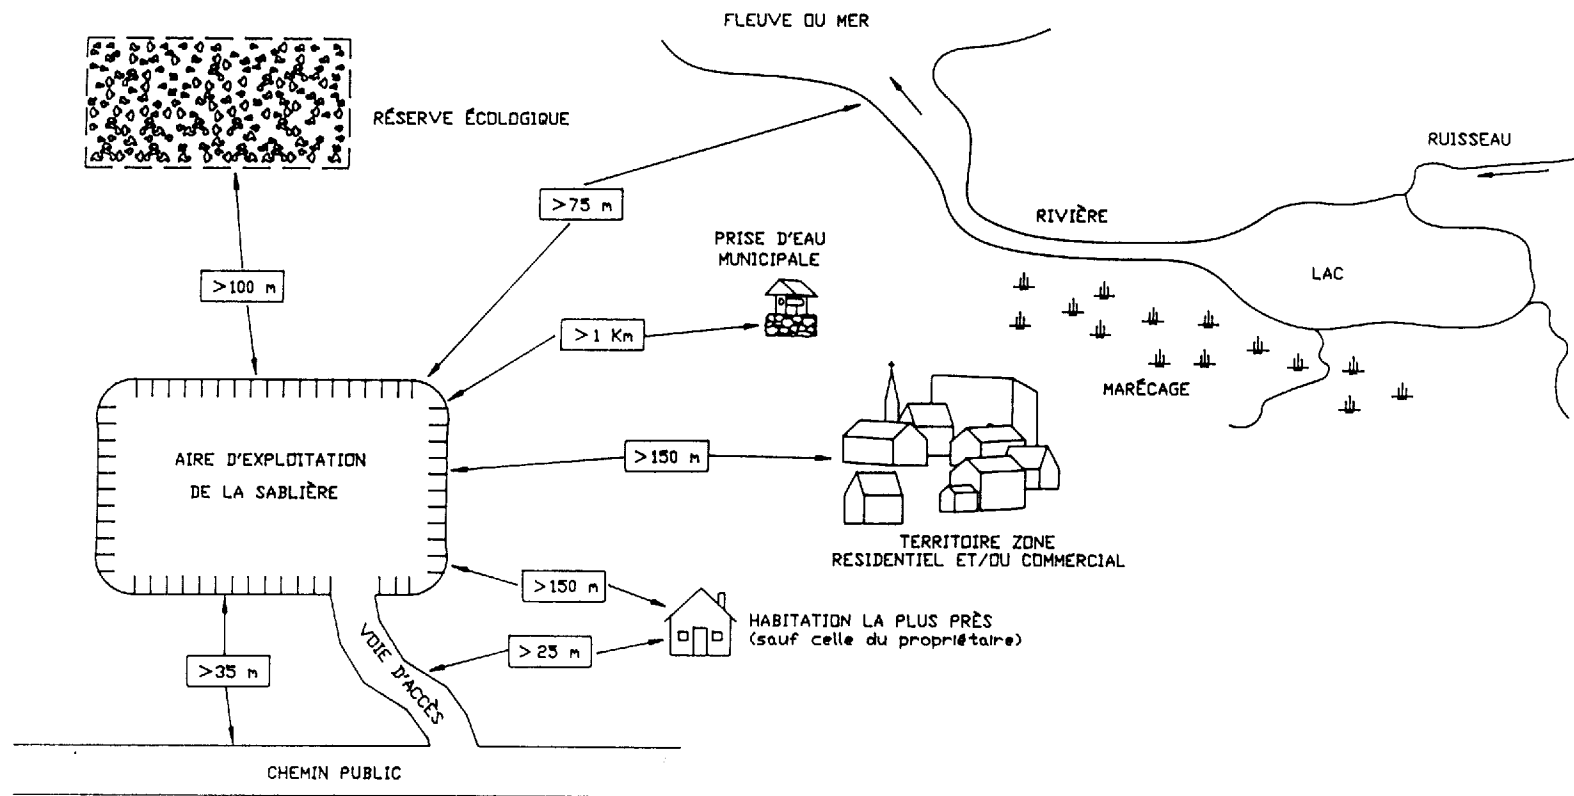 FLEUVE OU MER
RÉSERVE ÉCOLOGIQUE
RUISSEAU
>75 m
RIVIÈRE
PRISE D'EAU
MUNICIPALE
LAC
>100 m
>1 Km
MARÉCAGE
AIRE D'EXPLOITATION
DE LA SABLIÈRE
>150 m
TERRITOIRE ZONE
RESIDENTIEL ET/OU COMMERCIAL
>150 m
HABITATION LA PLUS PRÈS
(sauf celle du propriétaire)
VOIE D'ACCÈS
> 25 m
>35 m
CHEMIN PUBLIC